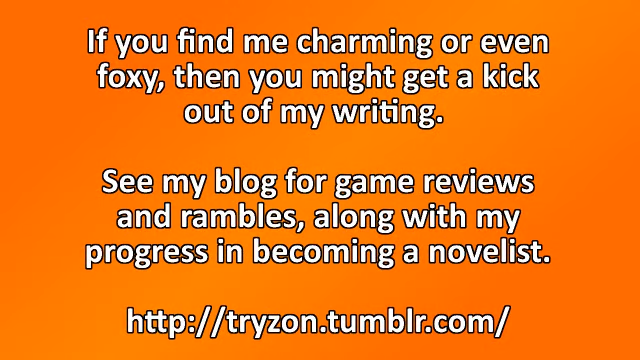 If you find me charming or even
foxy, then you might get a kick
out of my writing.
See my blog for game reviews
and rambles, along with my
progress in becoming a novelist.
http://tryzon.tumblr.com/